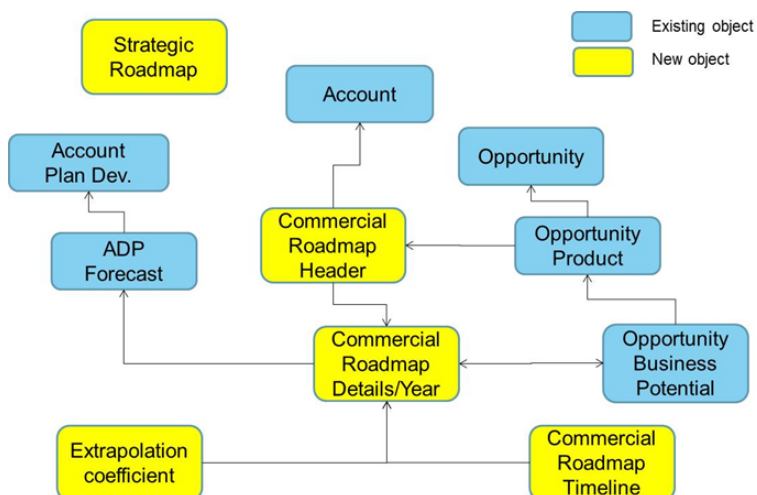 Strategic
Roadmap
Existing object
New object
Account
Account
Plan Dev.
Opportunity
Commercial
Roadmap
Header
Opportunity
Product
ADP
Forecast
Commercial
Roadmap
Details/Year
Opportunity
Business
Potential
Extrapolation
coefficient
Commercial
Roadmap
Timeline